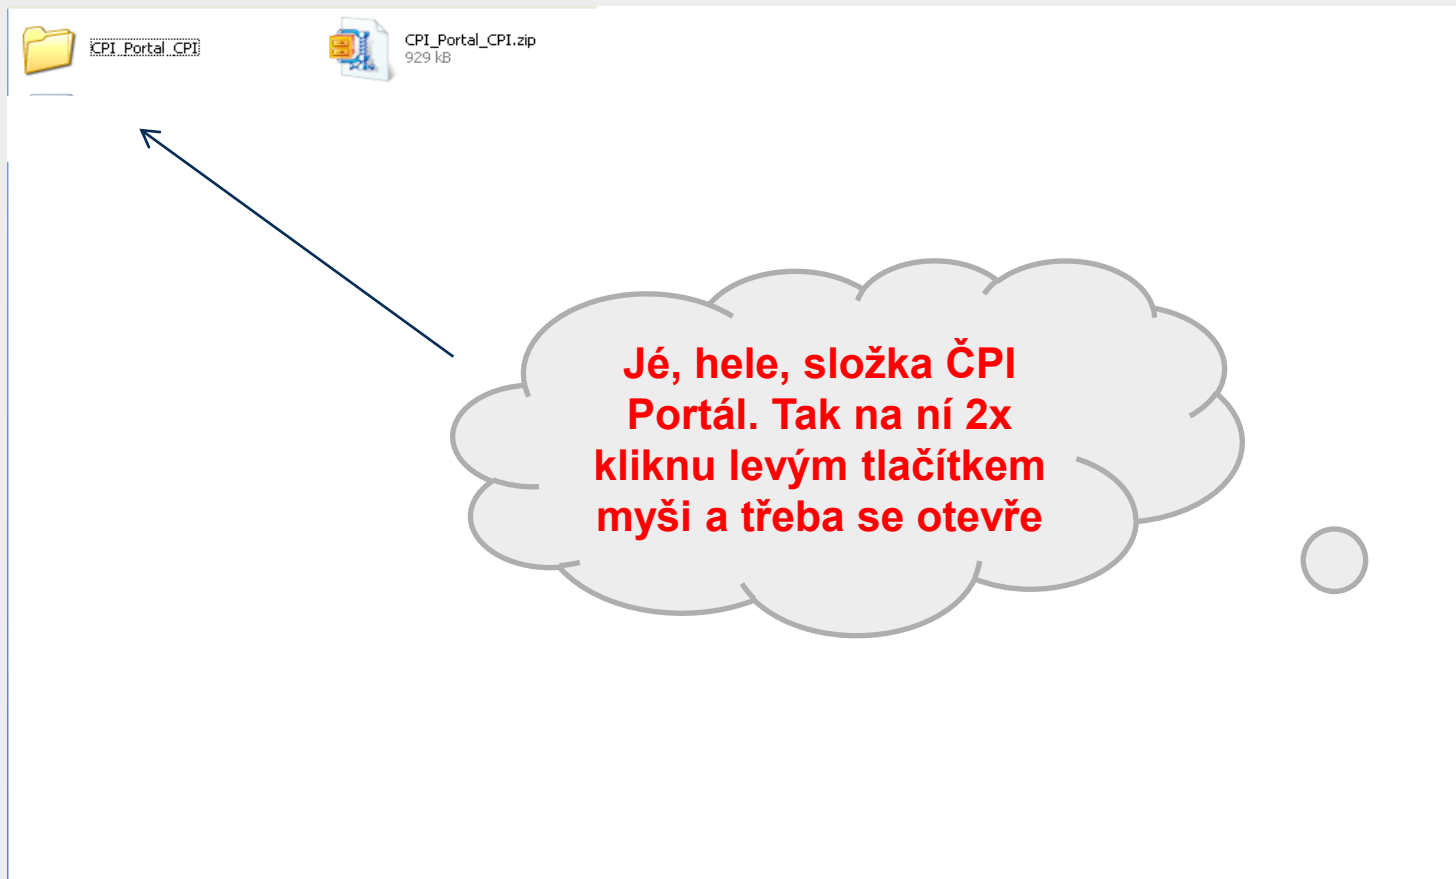 CPI_Portal_CPI
CPI_Portal_CPI.zip
929 kB
Jé, hele, složka ČPI
Portál. Tak na ní 2x
kliknu levým tlačítkem
myši a třeba se otevře